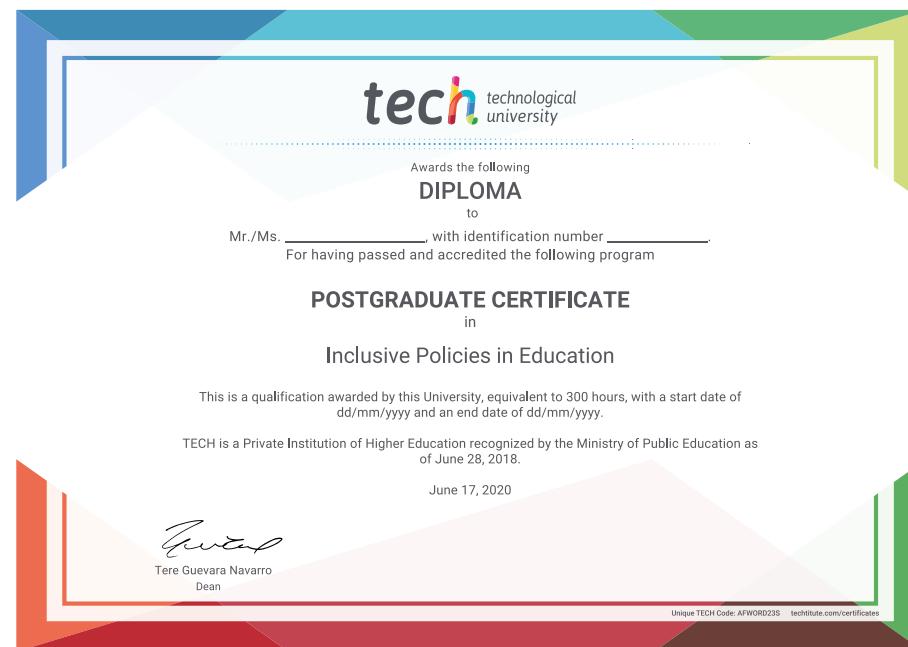 tech technological
university
Awards the following
DIPLOMA
to
Mr./Ms. ____________________, with identification number ______________.
For having passed and accredited the following program
POSTGRADUATE CERTIFICATE
in
Inclusive Policies in Education
This is a qualification awarded by this University, equivalent to 300 hours, with a start date of
dd/mm/yyyy and an end date of dd/mm/yyyy.
TECH is a Private Institution of Higher Education recognized by the Ministry of Public Education as
of June 28, 2018.
June 17, 2020
Tere Guevara Navarro
Dean
Unique TECH Code: AFWORD23S techtitute.com/certificates